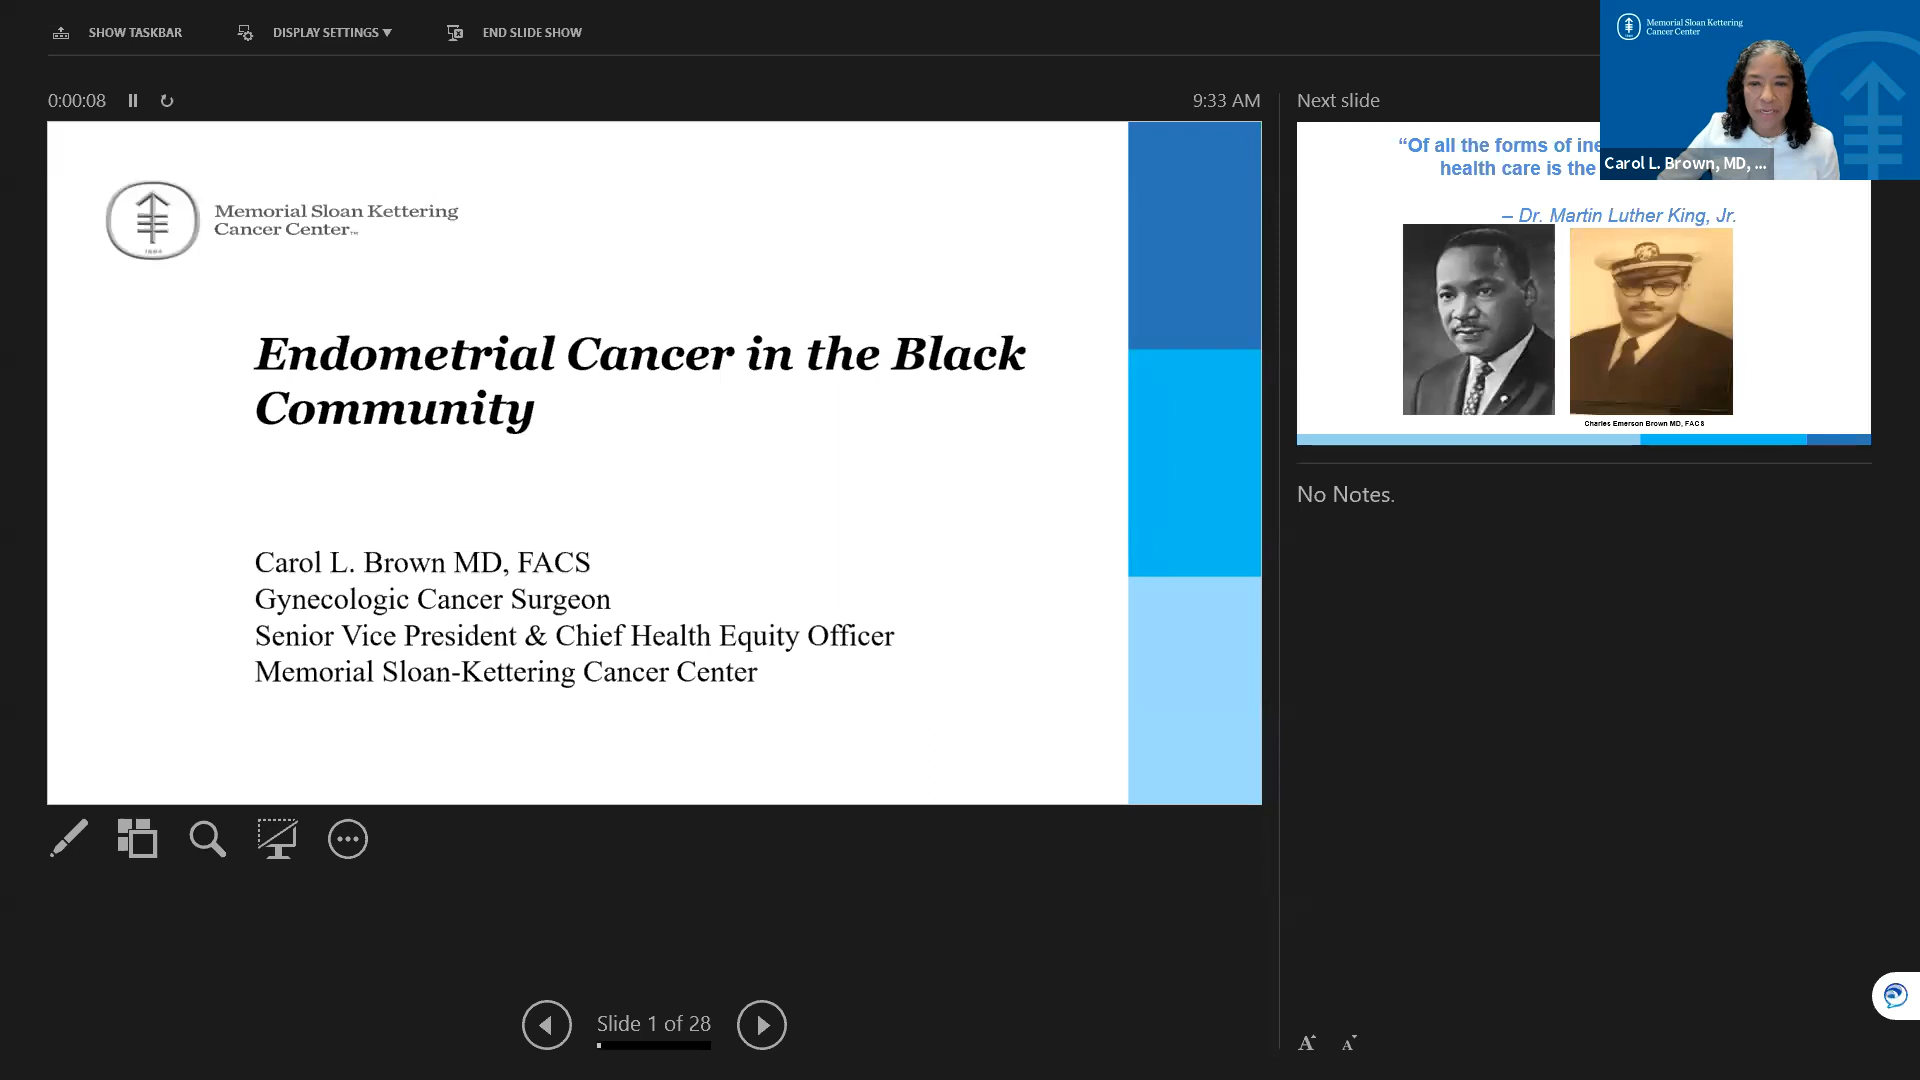 SHOW TASKBAR
DISPLAY SETTINGS ▼
END SLIDE SHOW
0:00:08
9:33 AM
Memorial Sloan Kettering
Cancer Center™
1884
Endometrial Cancer in the Black
Community
Carol L. Brown MD, FACS
Gynecologic Cancer Surgeon
Senior Vice President & Chief Health Equity Officer
Memorial Sloan-Kettering Cancer Center
Slide 1 of 28
Next slide
Memorial Sloan Kettering
Cancer Center
Carol L. Brown, MD, ...
“Of all the forms of
health care is the
– Dr. Martin Luther King, Jr.
Charles Emerson Brown MD, FACS
No Notes.
A
A